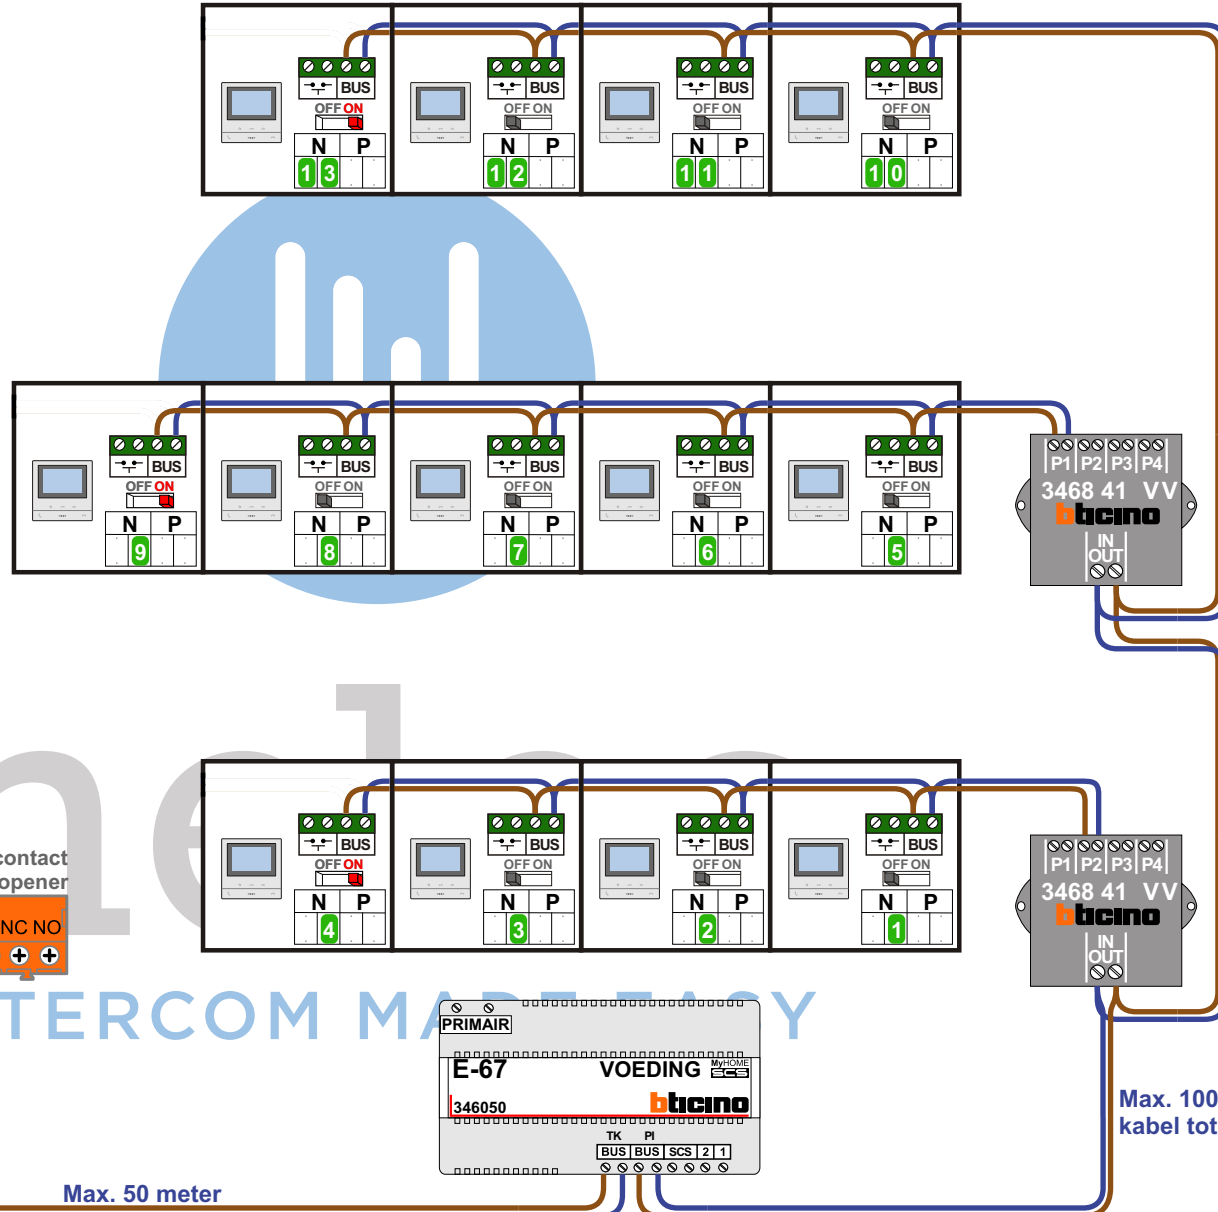 BUS BUS BUS BUS
OFF ON OFF ON OFF ON OFF ON
N P N P N P N P
1 3 1 2 1 1 1 0
BUS BUS BUS BUS BUS
OFF ON OFF ON OFF ON OFF ON OFF ON
N P N P N P N P N P
9 8 7 6 5
P1 P2 P3 P4
3468 41 VV
bticino
IN
OUT
BUS BUS BUS BUS
OFF ON OFF ON OFF ON OFF ON
N P N P N P N P
4 3 2 1
P1 P2 P3 P4
3468 41 VV
bticino
IN
OUT
contact
opener
NC NO
TERCOM MADE EASY
PRIMAIR
E-67 VOEDING MyHOME
SCS
346050 bticino
TK PI
BUS BUS SCS 2 1
Max. 50 meter
Max. 100
kabel tot